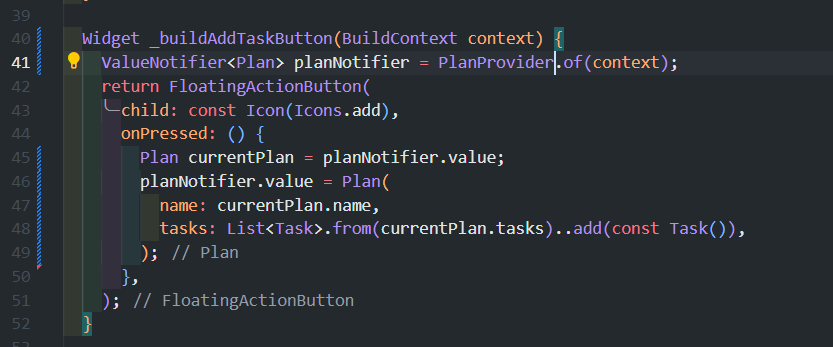 39
40 Widget _buildAddTaskButton(BuildContext context) {
41 ValueNotifier<Plan> planNotifier = PlanProvider.of(context);
42 return FloatingActionButton(
43 child: const Icon(Icons.add),
44 onPressed: () {
45 Plan currentPlan = planNotifier.value;
46 planNotifier.value = Plan(
47 name: currentPlan.name,
48 tasks: List<Task>.from(currentPlan.tasks)..add(const Task()),
49 ); // Plan
50 },
51 ); // FloatingActionButton
52 }